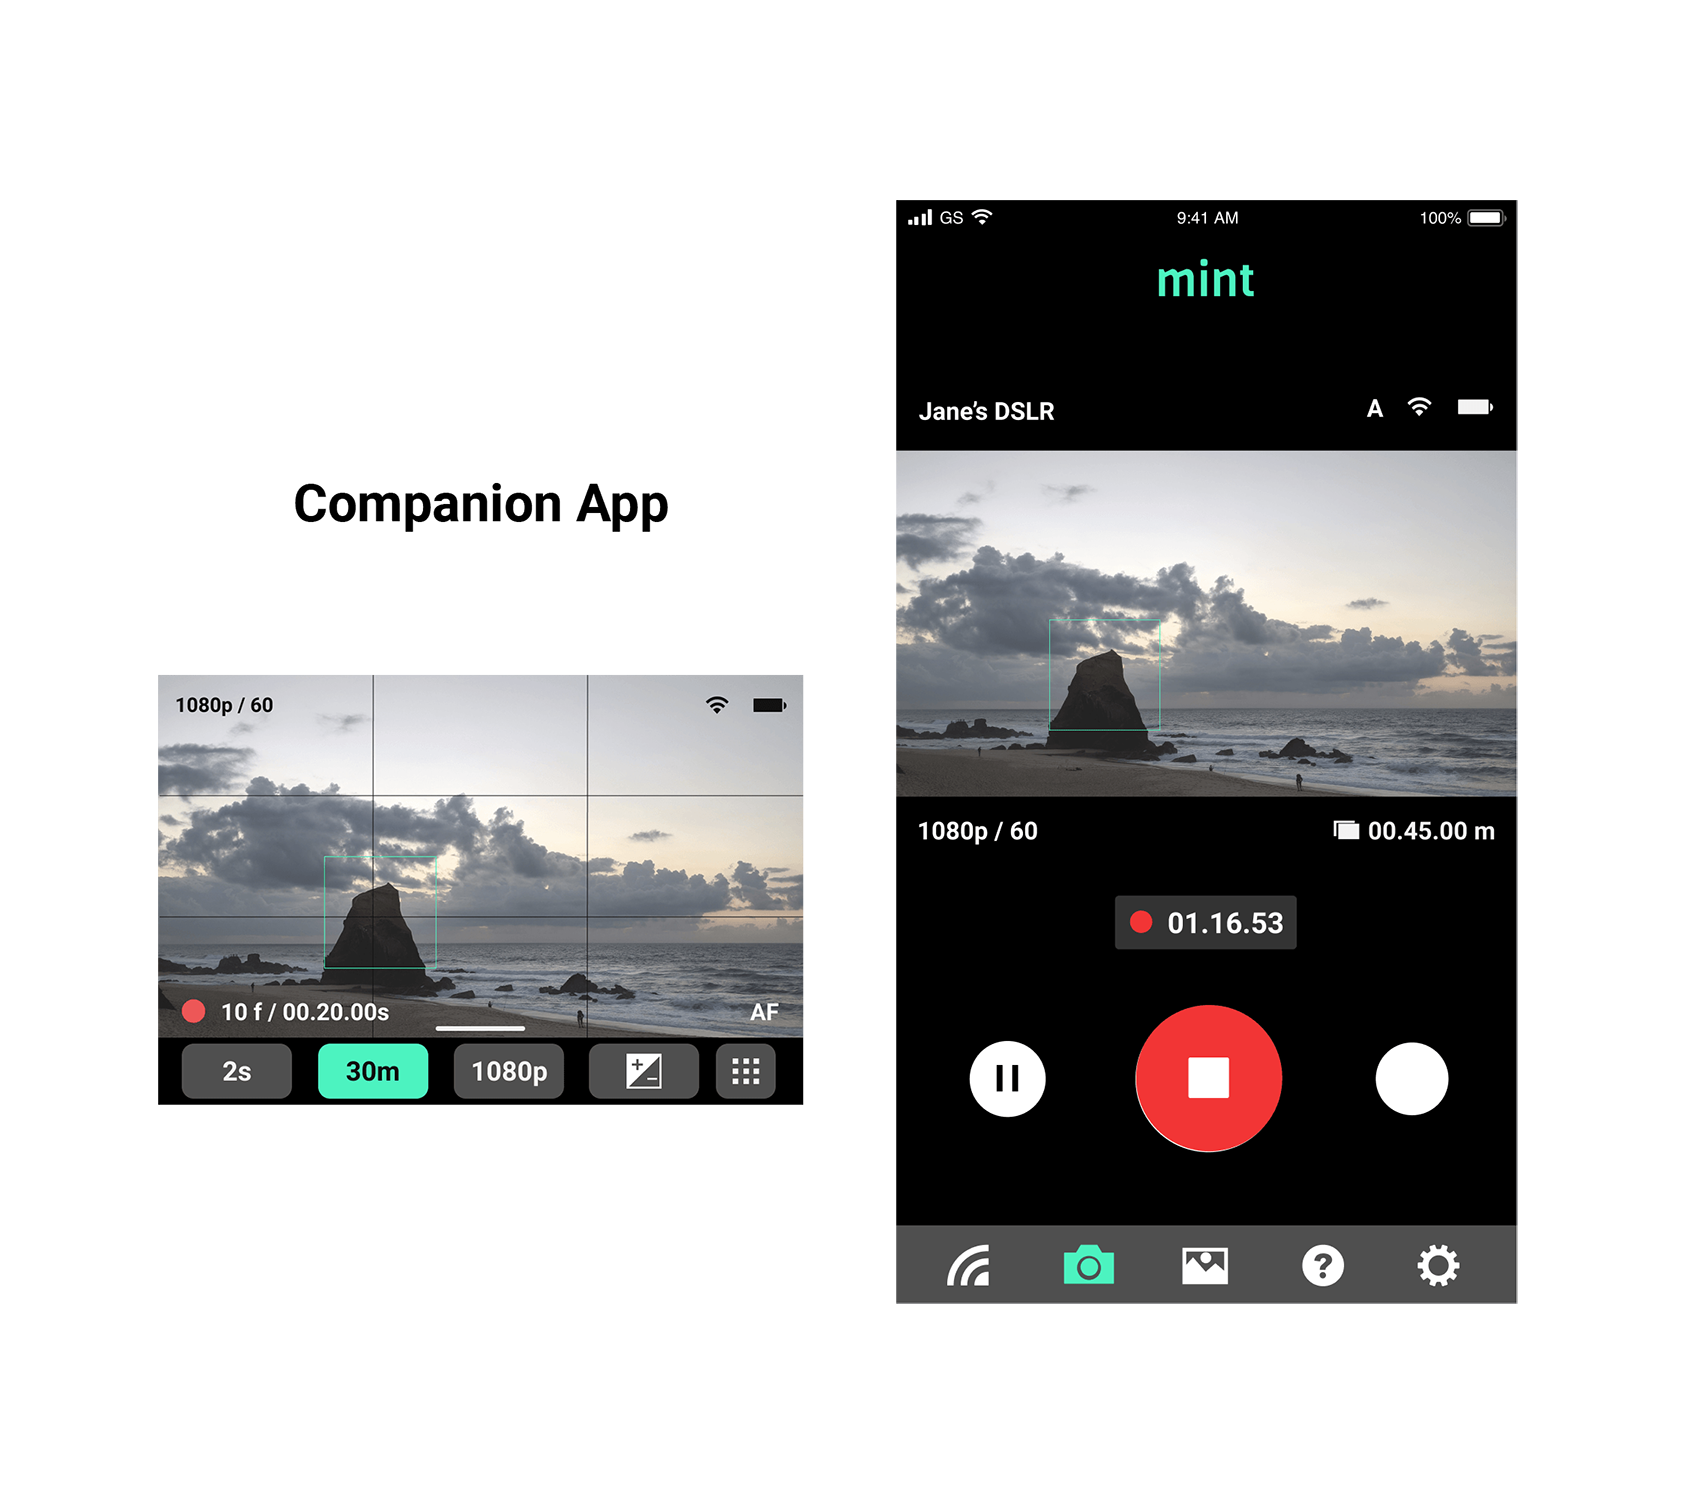 Companion App
1080p / 60
10 f / 00.20.00s
AF
2s
30m
1080p
GS
9:41 AM
100%
mint
Jane's DSLR
A
1080p / 60
00.45.00 m
01.16.53